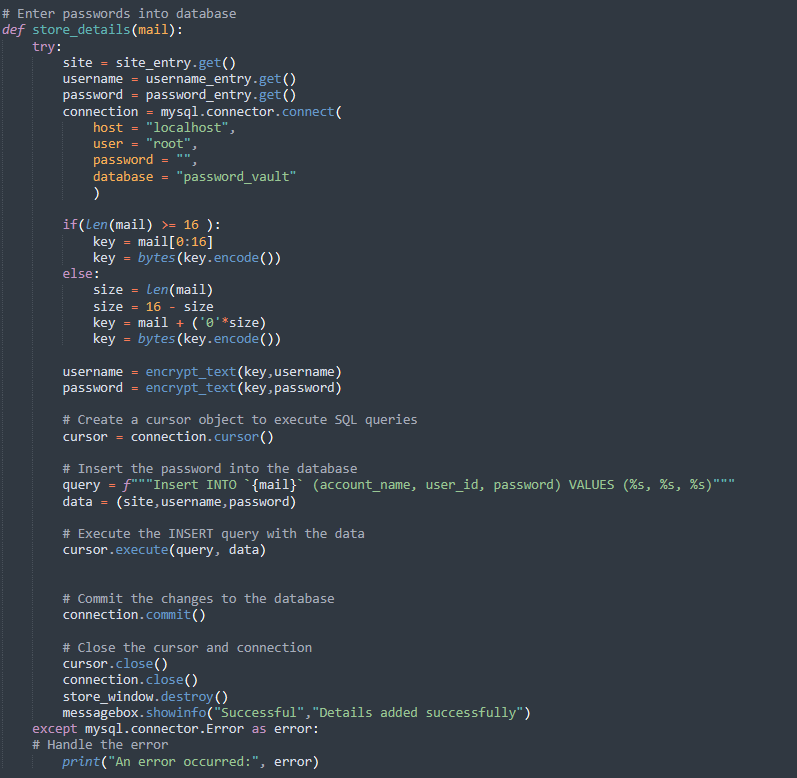 # Enter passwords into database
def store_details(mail):
    try:
        site = site_entry.get()
        username = username_entry.get()
        password = password_entry.get()
        connection = mysql.connector.connect(
            host = "localhost",
            user = "root",
            password = "",
            database = "password_vault"
            )

        if(len(mail) >= 16 ):
            key = mail[0:16]
            key = bytes(key.encode())
        else:
            size = len(mail)
            size = 16 - size
            key = mail + ('0'*size)
            key = bytes(key.encode())

        username = encrypt_text(key,username)
        password = encrypt_text(key,password)

        # Create a cursor object to execute SQL queries
        cursor = connection.cursor()

        # Insert the password into the database
        query = f"""Insert INTO `{mail}` (account_name, user_id, password) VALUES (%s, %s, %s)"""
        data = (site,username,password)

        # Execute the INSERT query with the data
        cursor.execute(query, data)


        # Commit the changes to the database
        connection.commit()

        # Close the cursor and connection
        cursor.close()
        connection.close()
        store_window.destroy()
        messagebox.showinfo("Successful","Details added successfully")
    except mysql.connector.Error as error:
    # Handle the error
        print("An error occurred:", error)